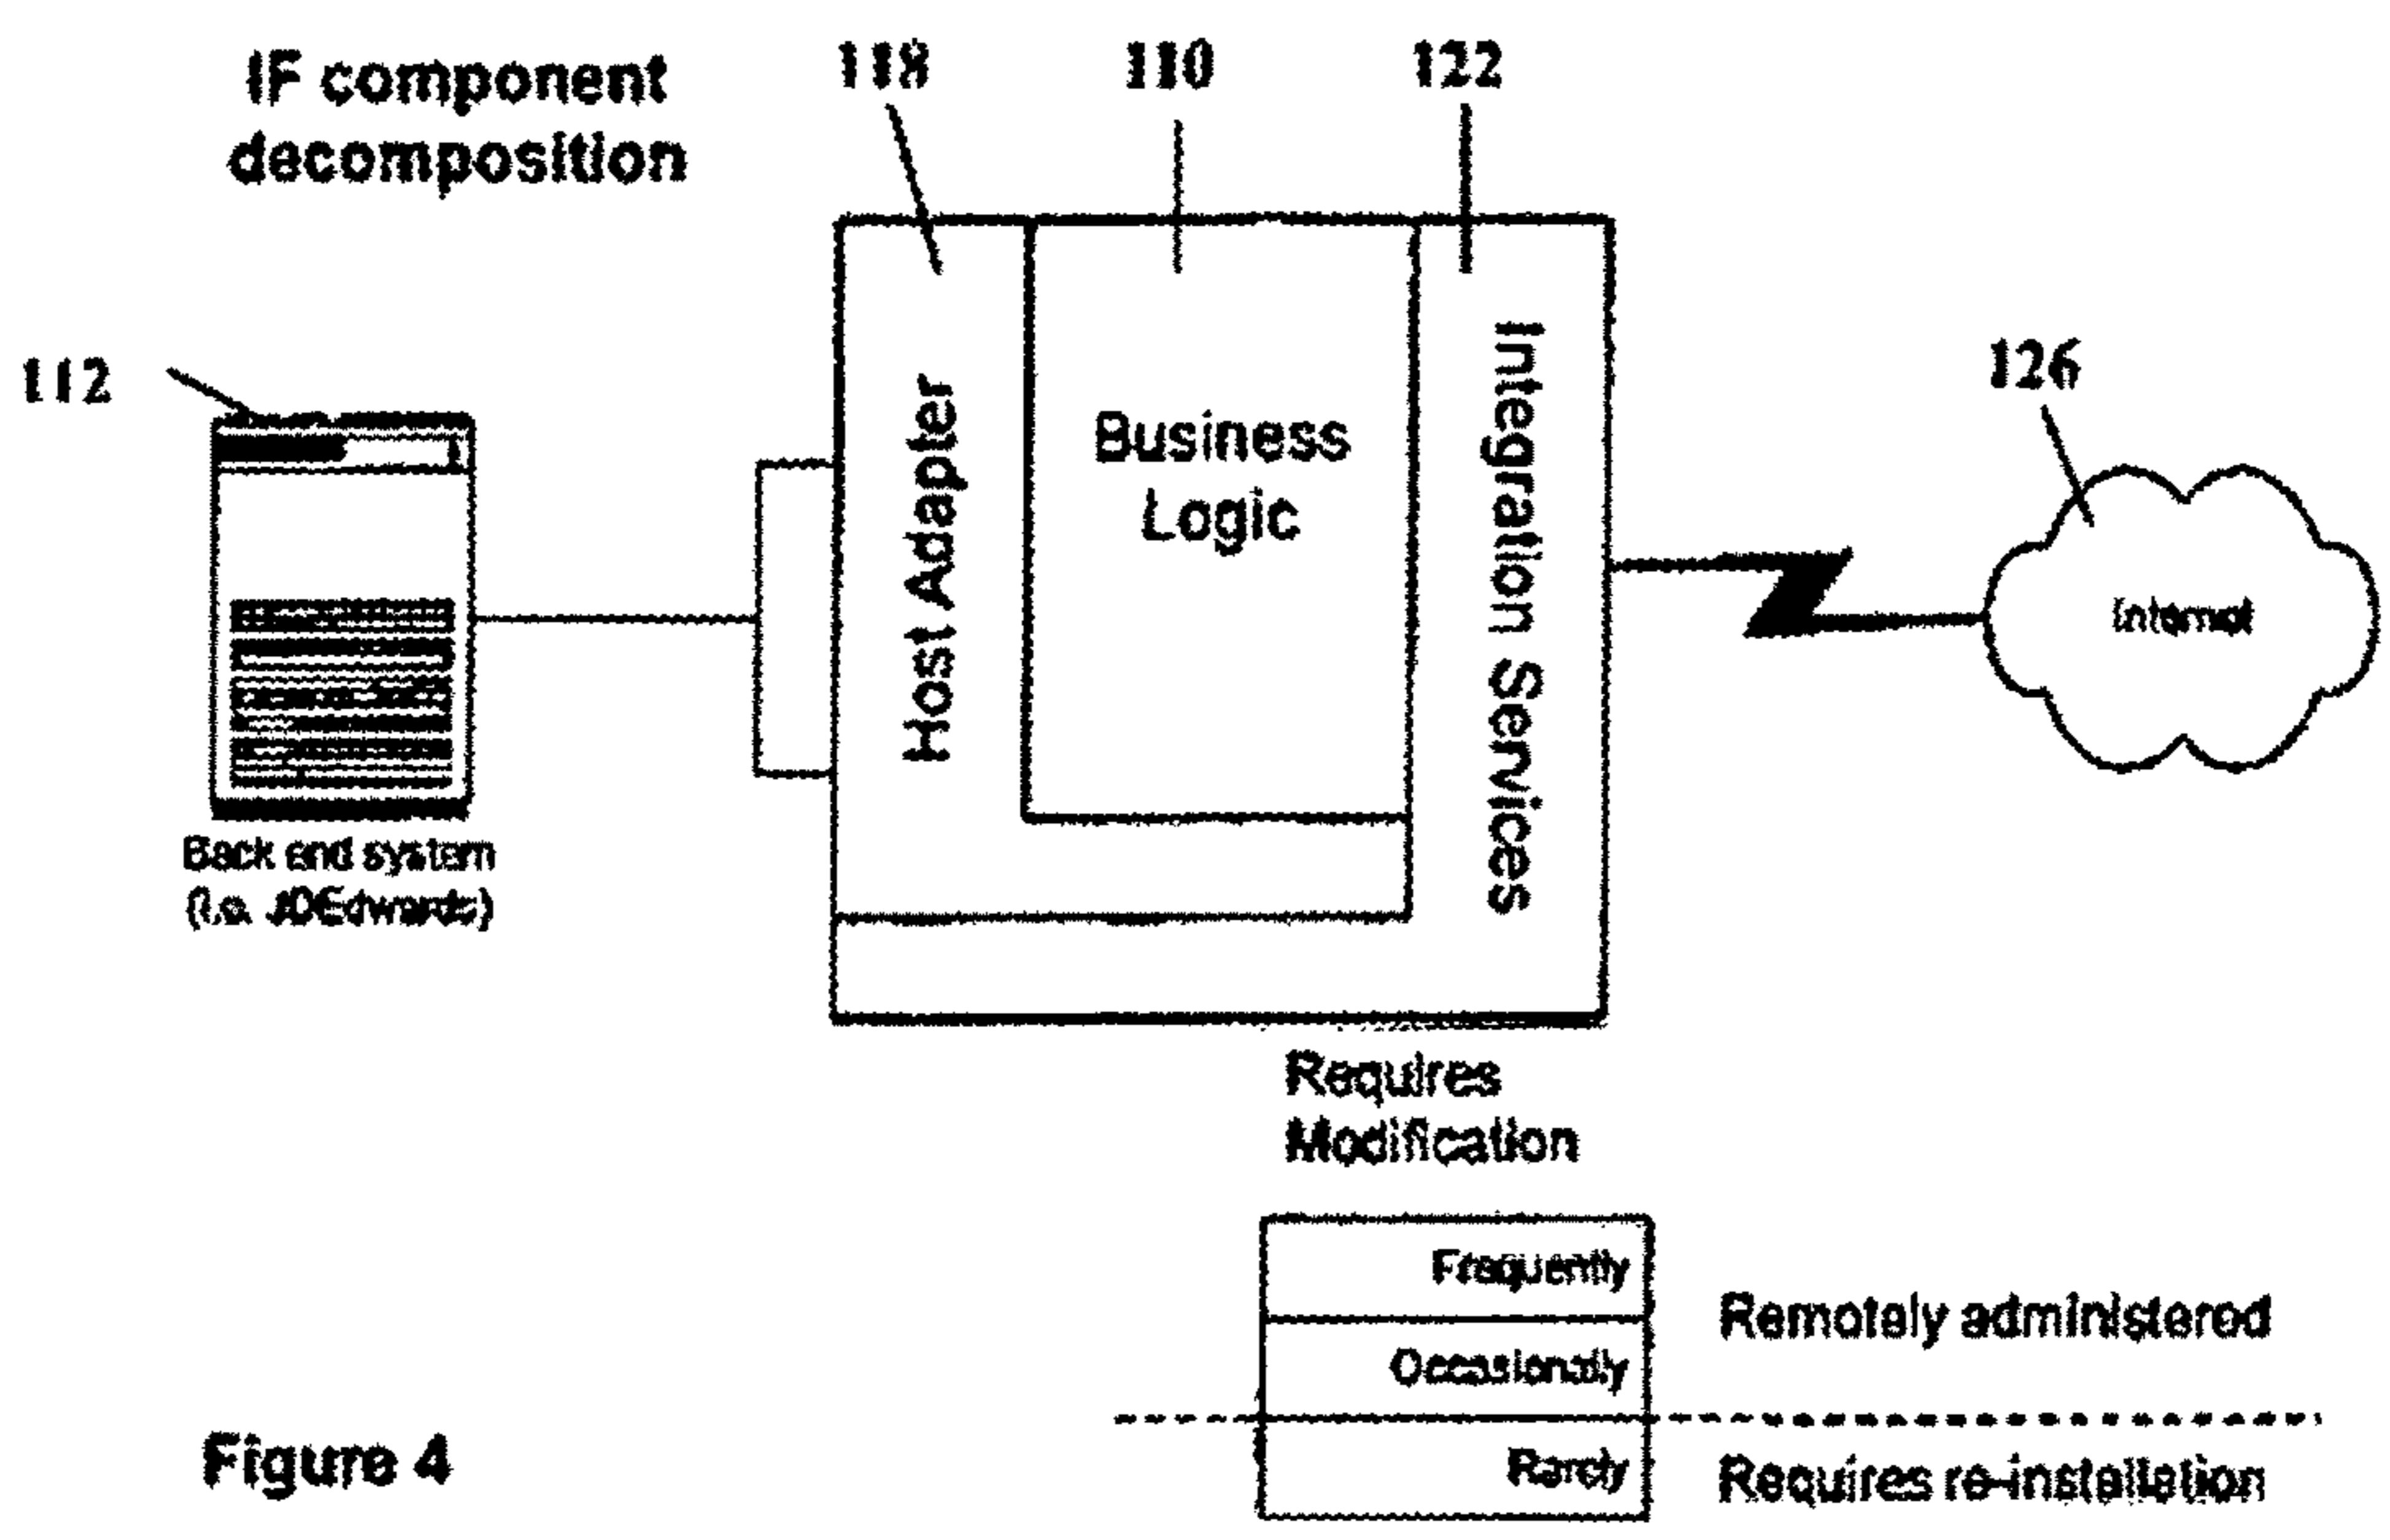 IF component
decomposition
118
110
122
112
126
Host Adapter
Business
Logic
Integration Services
Internet
Back end system
(i.e. JDEdwards)
Requires
Modification
Frequently
Occasionally
Rarely
Remotely administered
Requires re-installation
Figure 4